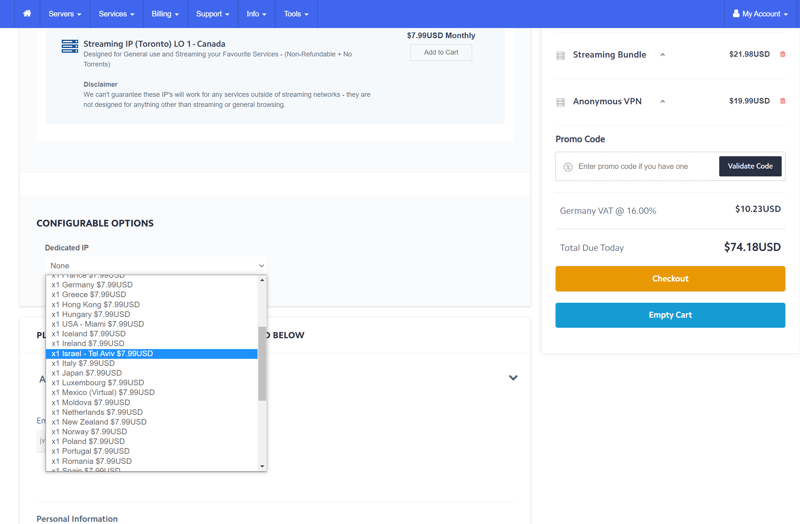 Servers
Services
Billing
Support
Info
Tools
My Account
$7.99USD Monthly
Streaming IP (Toronto) LO 1 - Canada
Add to Cart
Designed for General use and Streaming your Favourite Services - (Non-Refundable + No
Torrents)
Disclaimer
We can't guarantee these IP's will work for any services outside of streaming networks - they are
not designed for anything other than streaming or general browsing.
CONFIGURABLE OPTIONS
Dedicated IP
None
x1 France $7.99USD
x1 Germany $7.99USD
x1 Greece $7.99USD
x1 Hong Kong $7.99USD
x1 Hungary $7.99USD
x1 USA - Miami $7.99USD
x1 Iceland $7.99USD
x1 Ireland $7.99USD
x1 Israel - Tel Aviv $7.99USD
x1 Italy $7.99USD
x1 Japan $7.99USD
x1 Luxembourg $7.99USD
x1 Mexico (Virtual) $7.99USD
x1 Moldova $7.99USD
x1 Netherlands $7.99USD
x1 New Zealand $7.99USD
x1 Norway $7.99USD
x1 Poland $7.99USD
x1 Portugal $7.99USD
x1 Romania $7.99USD
x1 Spain $7.99USD
BELOW
Personal Information
Streaming Bundle
$21.98USD
Anonymous VPN
$19.99USD
Promo Code
Enter promo code if you have one
Validate Code
Germany VAT @ 16.00%
$10.23USD
Total Due Today
$74.18USD
Checkout
Empty Cart